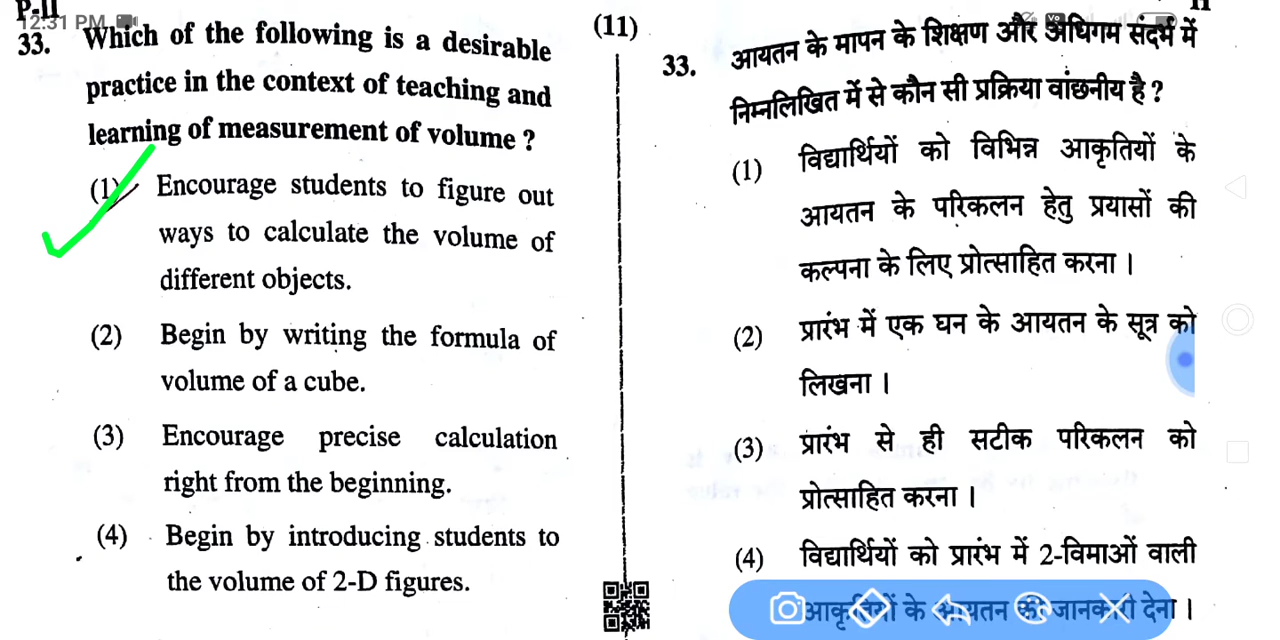 P-II
12:31 PM
(11)
33. Which of the following is a desirable
practice in the context of teaching and
learning of measurement of volume ?
(1) Encourage students to figure out
ways to calculate the volume of
different objects.
(2) Begin by writing the formula of
volume of a cube.
(3) Encourage precise calculation
right from the beginning.
(4) Begin by introducing students to
the volume of 2-D figures.
33. आयतन के मापन के शिक्षण और अधिगम संदर्भ में
निम्नलिखित में से कौन सी प्रक्रिया वांछनीय है ?
(1) विद्यार्थियों को विभिन्न आकृतियों के
आयतन के परिकलन हेतु प्रयासों की
कल्पना के लिए प्रोत्साहित करना ।
(2) प्रारंभ में एक घन के आयतन के सूत्र को
लिखना ।
(3) प्रारंभ से ही सटीक परिकलन को
प्रोत्साहित करना ।
(4) विद्यार्थियों को प्रारंभ में 2-विमाओं वाली
आकृतियों के आयतन की जानकारी देना ।